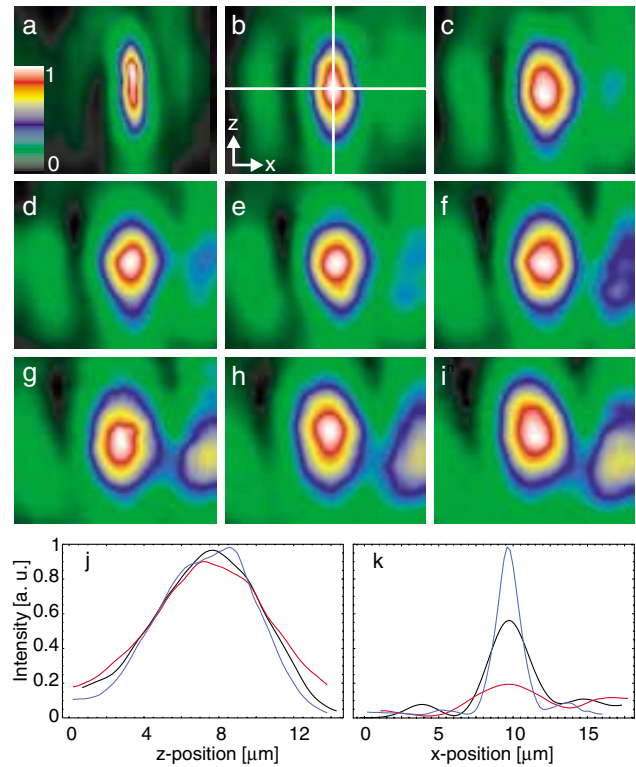 a b c
1
0
z
x
d e f
g h i
j k
Intensity [a. u.]
1
0.8
0.6
0.4
0.2
0
0 4 8 12
z-position [μm]
0 5 10 15
x-position [μm]